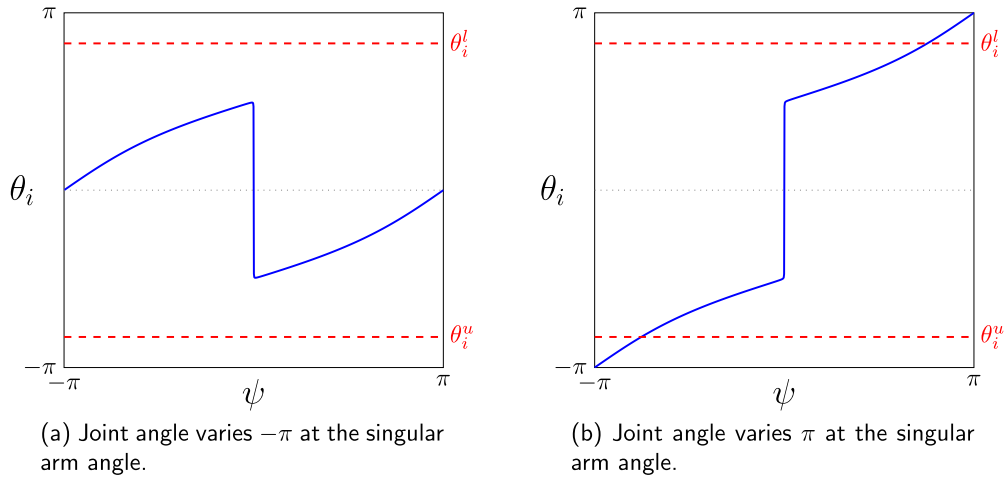 π
θ_i^l
θ_i
θ_i^u
−π
−π
ψ
π
(a) Joint angle varies −π at the singular
arm angle.
π
θ_i^l
θ_i
θ_i^u
−π
−π
ψ
π
(b) Joint angle varies π at the singular
arm angle.